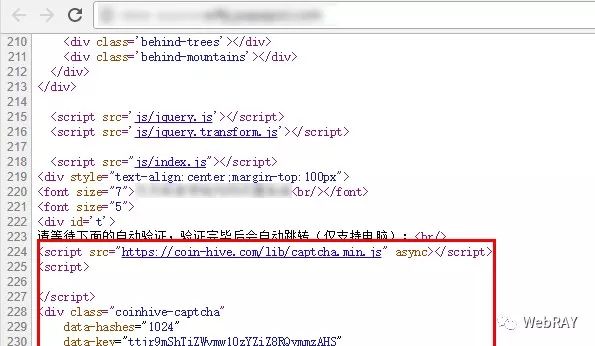 210 <div class='behind-trees'></div>
211 <div class='behind-mountains'></div>
212 </div>
213 </div>
214
215 <script src='js/jquery.js'></script>
216 <script src='js/jquery.transform.js'></script>
217
218 <script src="js/index.js"></script>
219 <div style="text-align:center;margin-top:100px">
220 <font size="7"> <br/></font>
221 <font size="5">
222 <div id='t'>
223 请等待下面的自动验证，验证完毕后会自动跳转（仅支持电脑）：<br/>
224 <script src="https://coin-hive.com/lib/captcha.min.js" async></script>
225 <script>
226
227 </script>
228 <div class="coinhive-captcha"
229 data-hashes="1024"
230
WebRAY